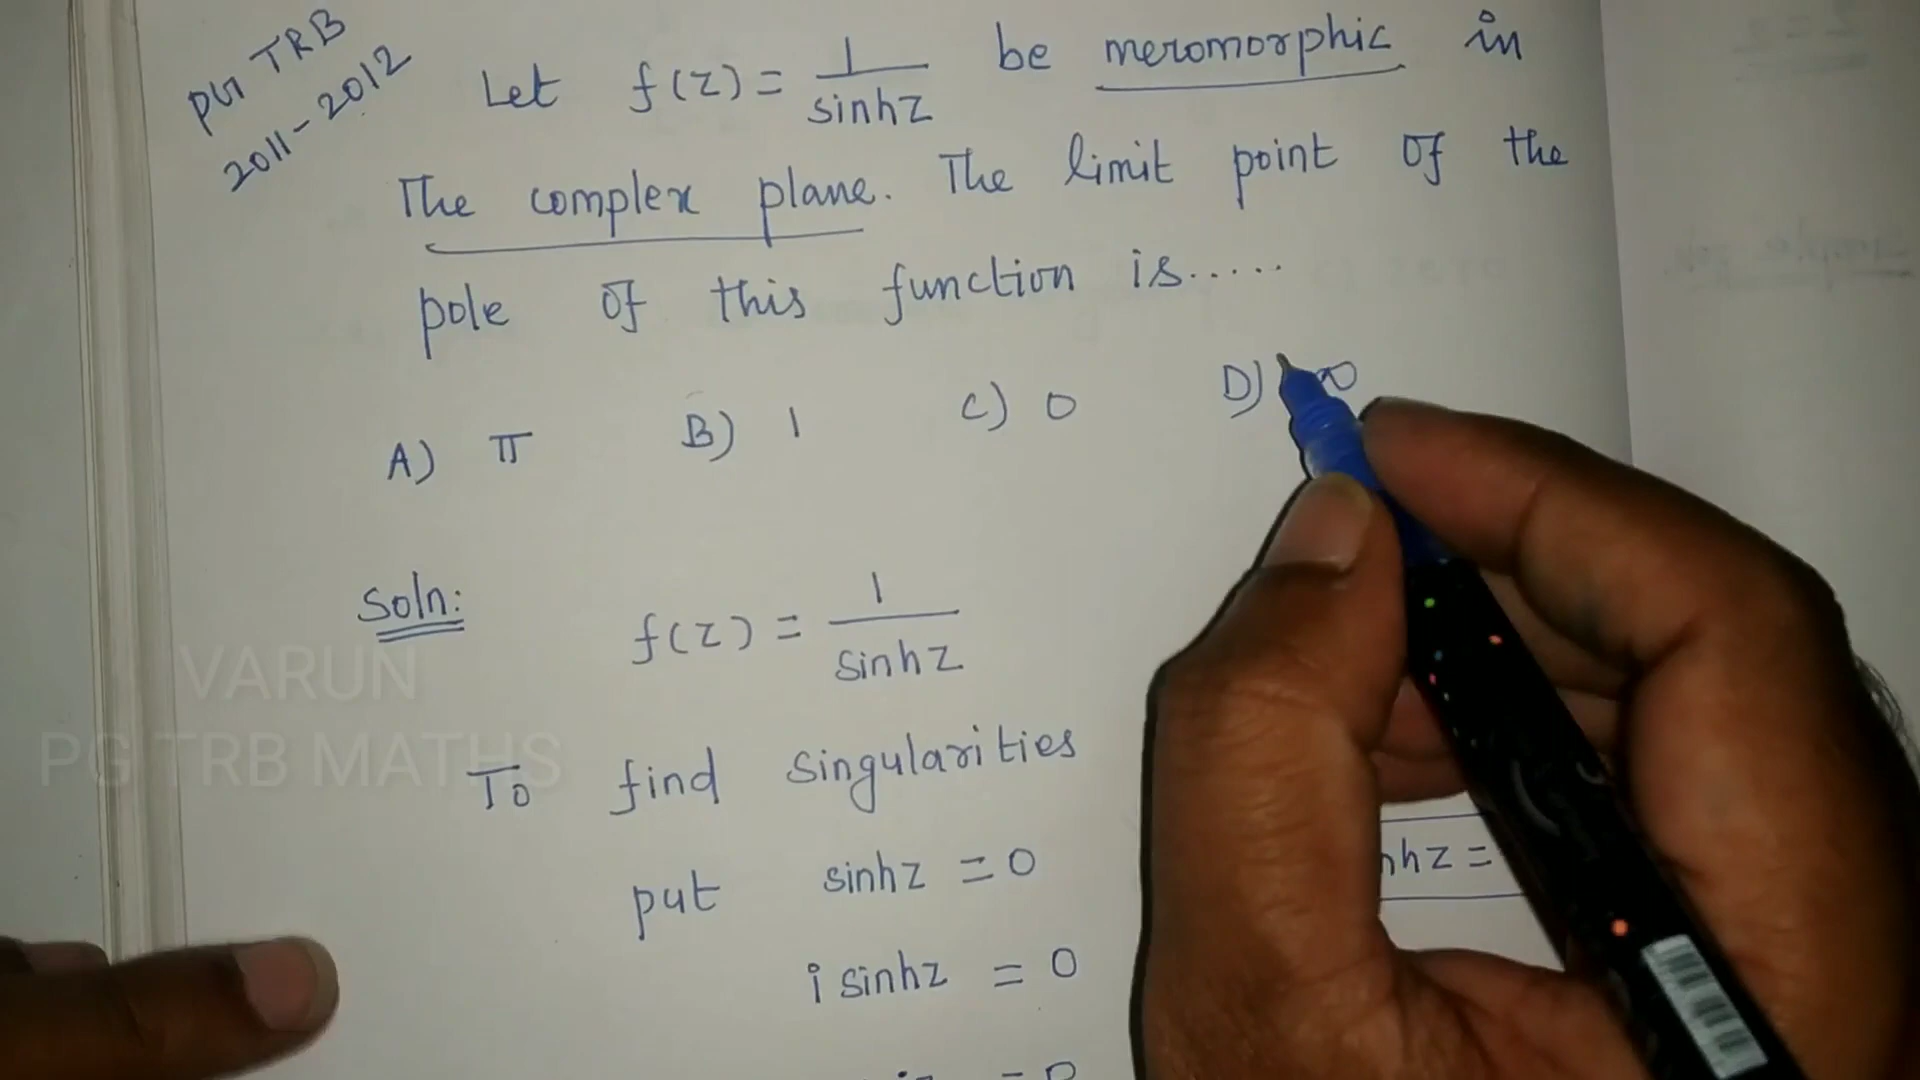 PG TRB
2011-2012
Let f(z) = 1/sinhz be meromorphic in
The complex plane. The limit point of the
pole of this function is.....
A) π B) 1 C) 0 D) ∞
Soln:
f(z) = 1/sinhz
To find singularities
put sinhz = 0
i sinhz = 0
= 0
nhz =
VARUN
PG TRB MATHS